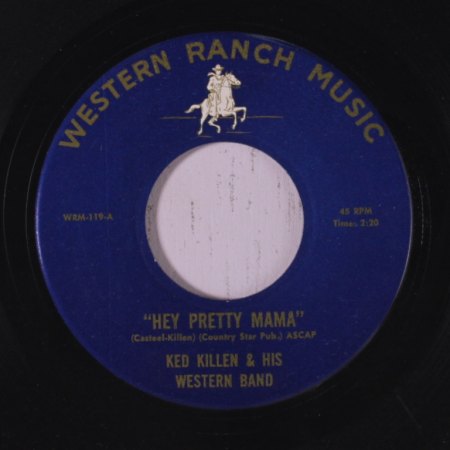 WESTERN RANCH MUSIC
WRM-119-A
45 RPM
Time: 2:20
"HEY PRETTY MAMA"
(Casteel-Killen) (Country Star Pub.) ASCAP
KED KILLEN & HIS
WESTERN BAND